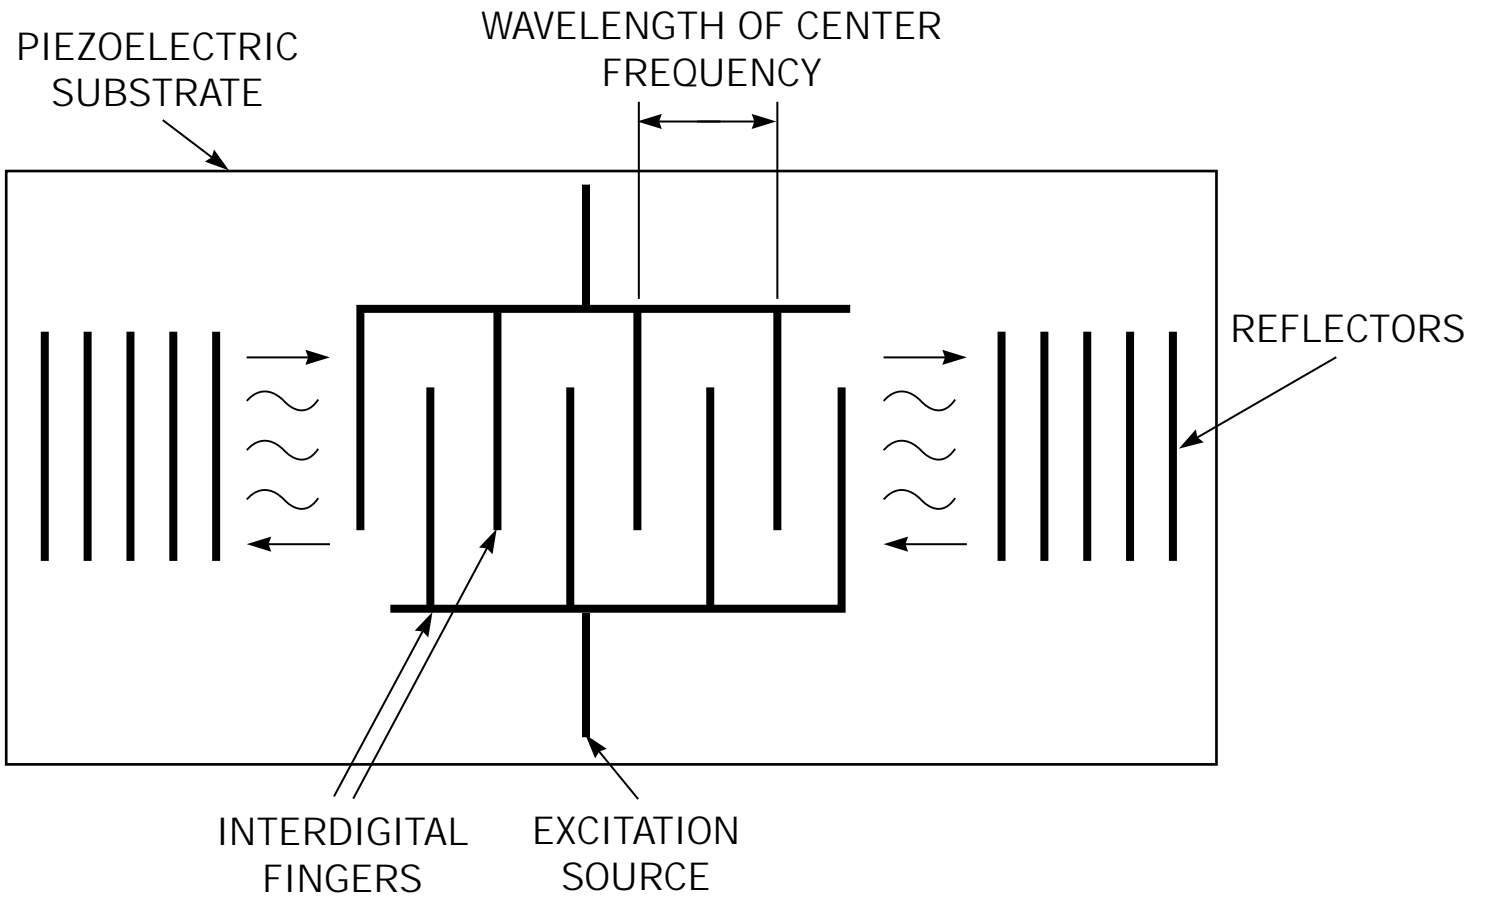 PIEZOELECTRIC
SUBSTRATE
WAVELENGTH OF CENTER
FREQUENCY
REFLECTORS
INTERDIGITAL
FINGERS
EXCITATION
SOURCE